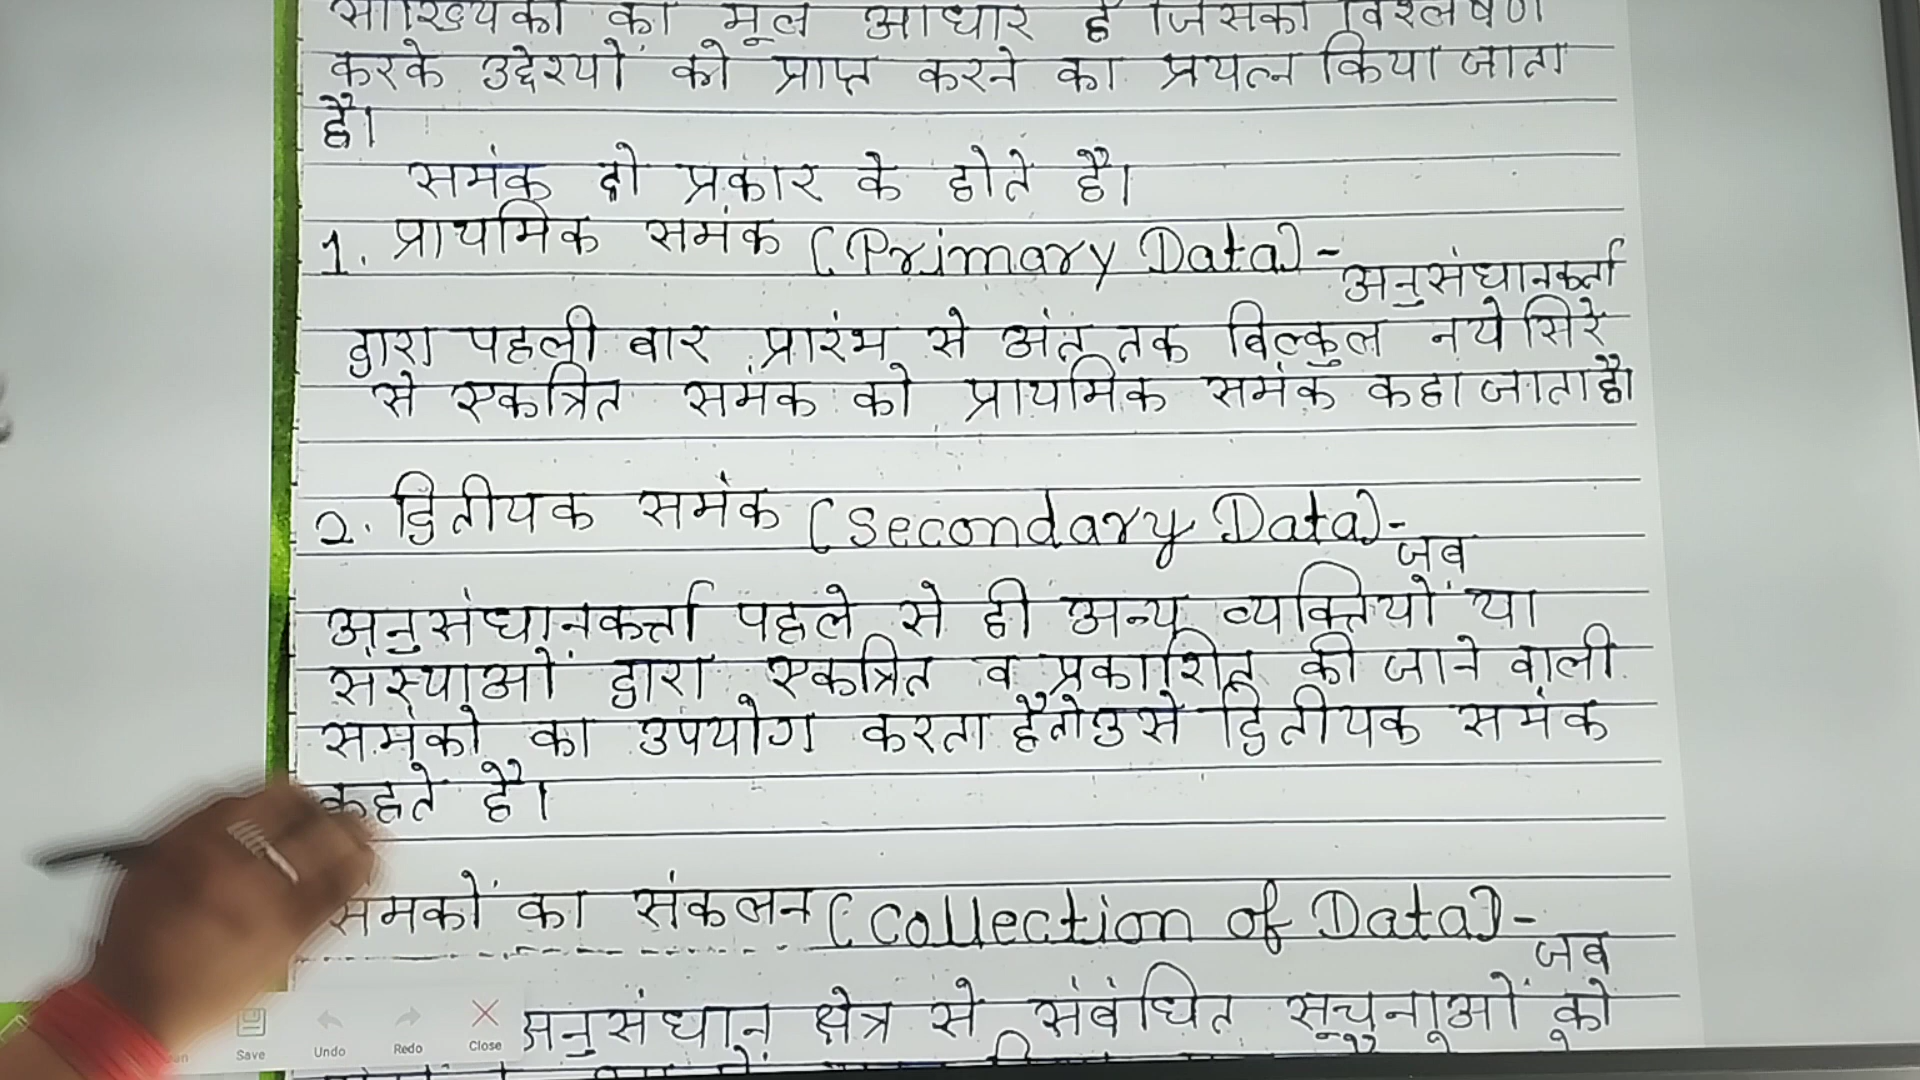 सांख्यिकी का मूल आधार है जिसका विश्लेषण
करके उद्देश्यों को प्राप्त करने का प्रयत्न किया जाता
है।
समंक दो प्रकार के होते है।
1. प्राथमिक समंक (Primary Data)-
अनुसंधानकर्ता
द्वारा पहली बार प्रारंभ से अंत तक बिल्कुल नये सिरे
से एकत्रित समंक को प्राथमिक समंक कहा जाता है।
2. द्वितीयक समंक (Secondary Data)-
जब
अनुसंधानकर्त्ता पहले से ही अन्य व्यक्तियों या
संस्थाओं द्वारा एकत्रित व प्रकाशित की जाने वाली
समंको का उपयोग करता है तो उसे द्वितीयक समंक
कहते है।
समकों का संकलन (Collection of Data)-
जब
अनुसंधान क्षेत्र से संबंधित सूचनाओं को
Save Undo Redo Close